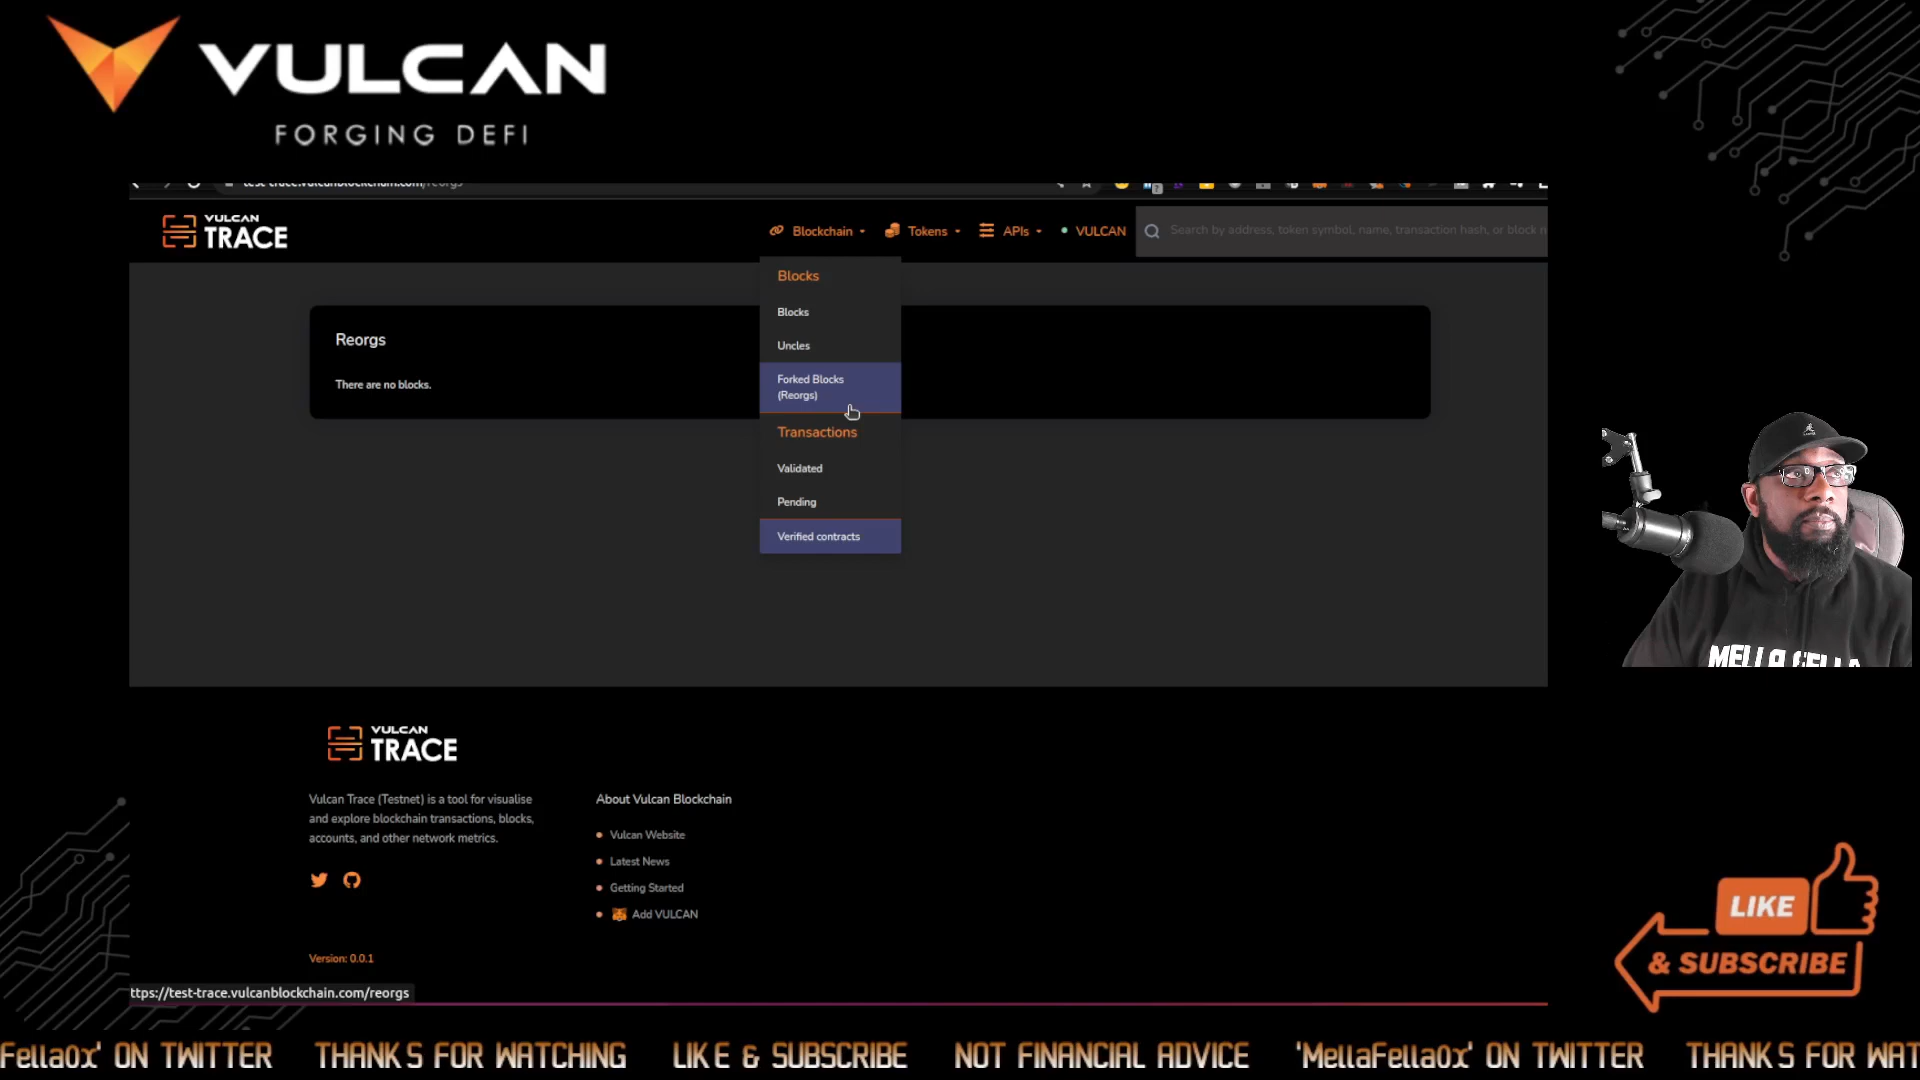 VULCAN
FORGING DEFI
test-trace.vulcanblockchain.com/reorgs
VULCAN
TRACE
Blockchain
Tokens
APIs
VULCAN
Search by address, token symbol, name, transaction hash, or block n
Blocks
Blocks
Uncles
Forked Blocks
(Reorgs)
Transactions
Validated
Pending
Verified contracts
Reorgs
There are no blocks.
MELLA FELLA
VULCAN
TRACE
Vulcan Trace (Testnet) is a tool for visualise
and explore blockchain transactions, blocks,
accounts, and other network metrics.
About Vulcan Blockchain
Vulcan Website
Latest News
Getting Started
Add VULCAN
Version: 0.0.1
ttps://test-trace.vulcanblockchain.com/reorgs
LIKE
& SUBSCRIBE
Fella0x' ON TWITTER THANKS FOR WATCHING LIKE & SUBSCRIBE NOT FINANCIAL ADVICE 'MellaFella0x' ON TWITTER THANKS FOR WAT